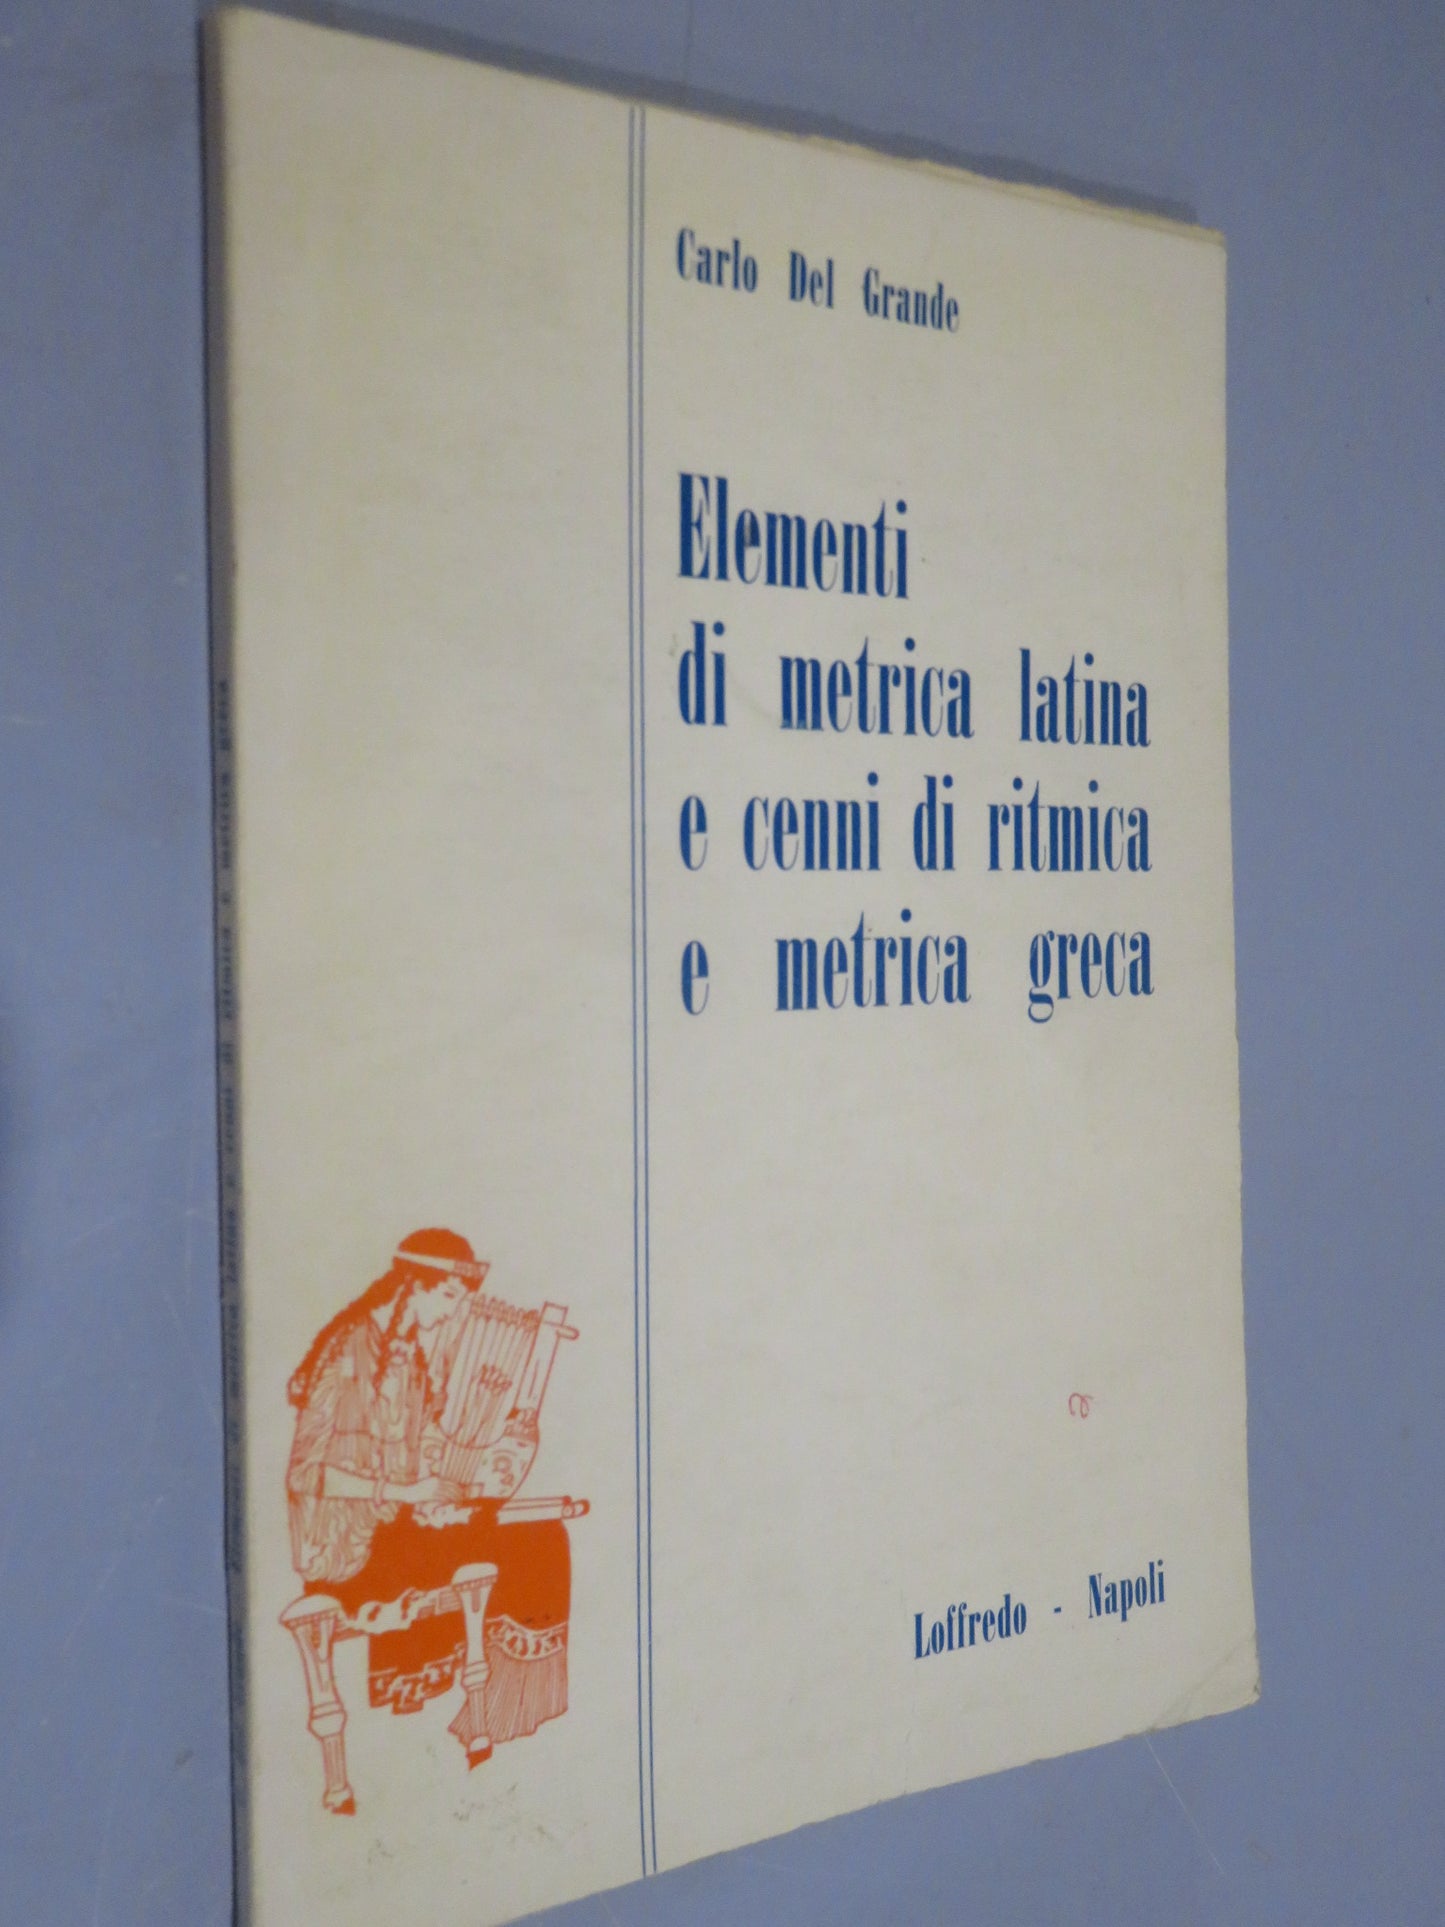 Carlo Del Grande
Elementi
di metrica latina
e cenni di ritmica
e metrica greca
Loffredo - Napoli